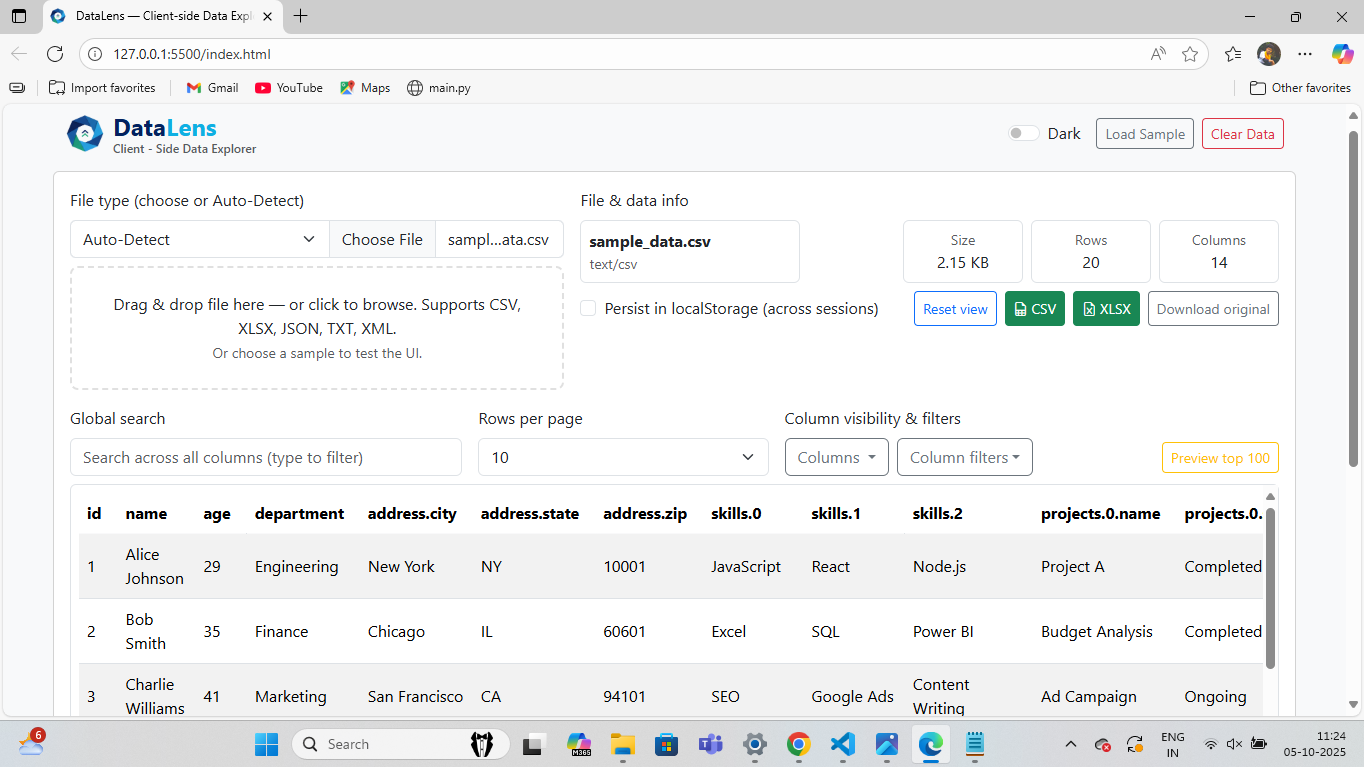 DataLens — Client-side Data Expl
127.0.0.1:5500/index.html
Import favorites
Gmail
YouTube
Maps
main.py
Other favorites
DataLens
Client - Side Data Explorer
Dark
Load Sample
Clear Data
File type (choose or Auto-Detect)
File & data info
Auto-Detect
Choose File
sampl...ata.csv
sample_data.csv
text/csv
Size
2.15 KB
Rows
20
Columns
14
Drag & drop file here — or click to browse. Supports CSV,
XLSX, JSON, TXT, XML.
Or choose a sample to test the UI.
Persist in localStorage (across sessions)
Reset view
CSV
XLSX
Download original
Global search
Rows per page
Column visibility & filters
Search across all columns (type to filter)
10
Columns
Column filters
Preview top 100
id name age department address.city address.state address.zip skills.0 skills.1 skills.2 projects.0.name projects.0.
1 Alice Johnson 29 Engineering New York NY 10001 JavaScript React Node.js Project A Completed
2 Bob Smith 35 Finance Chicago IL 60601 Excel SQL Power BI Budget Analysis Completed
3 Charlie Williams 41 Marketing San Francisco CA 94101 SEO Google Ads Content Writing Ad Campaign Ongoing
6
Search
M365
ENG
IN
11:24
05-10-2025